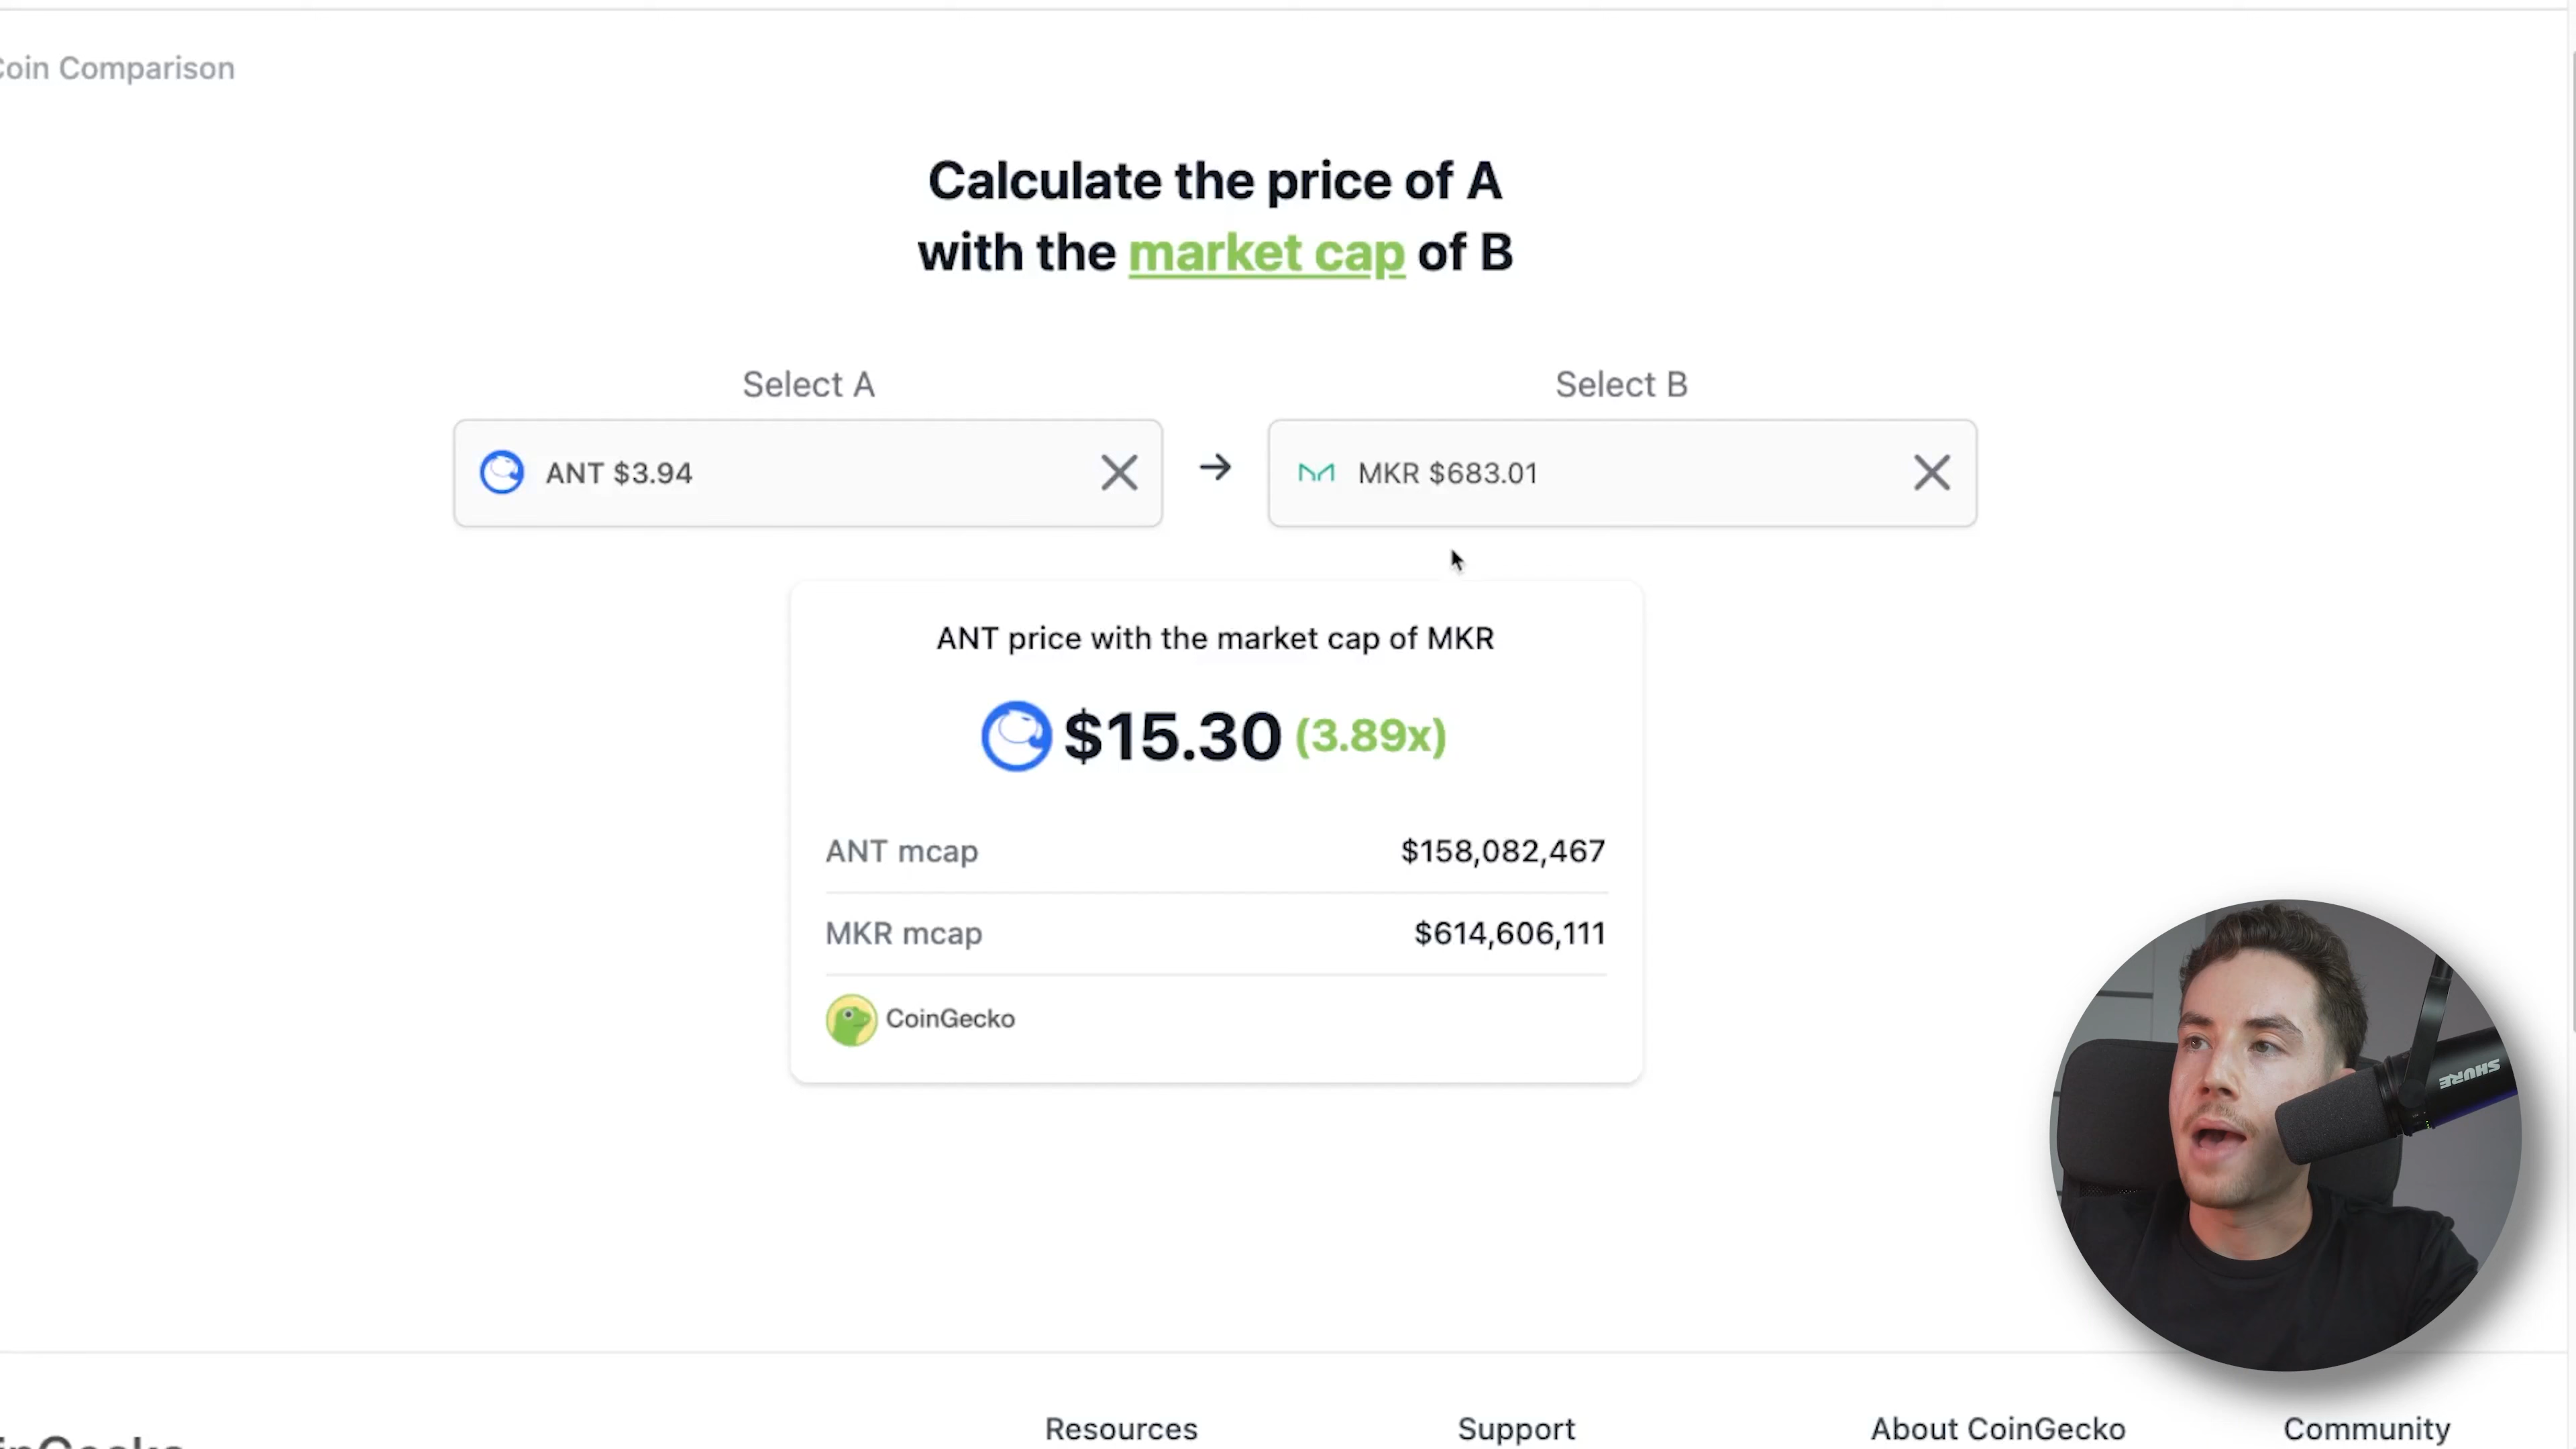 Coin Comparison
Calculate the price of A
with the market cap of B
Select A
Select B
ANT $3.94
MKR $683.01
ANT price with the market cap of MKR
$15.30 (3.89x)
ANT mcap
$158,082,467
MKR mcap
$614,606,111
CoinGecko
SHURE
Resources
Support
About CoinGecko
Community